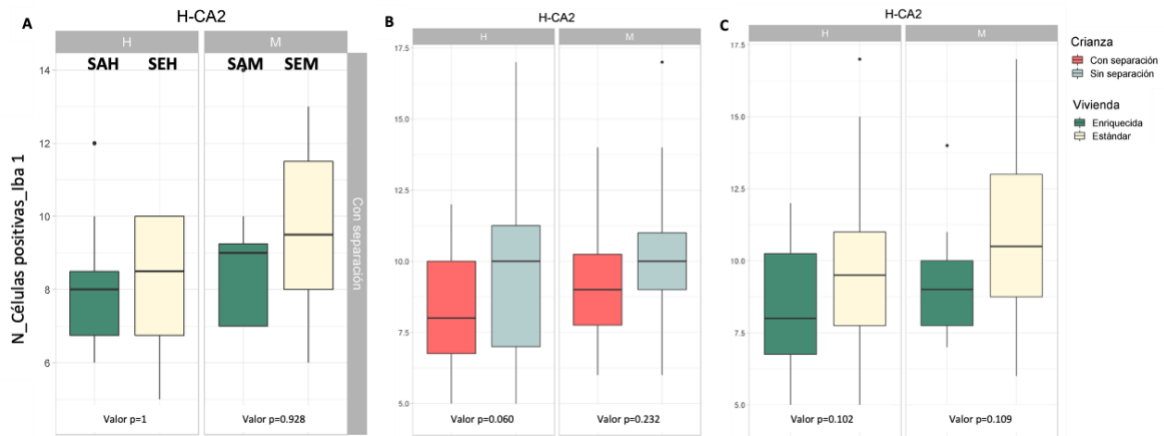 A
H-CA2
H
M
SAH
SEH
SAM
SEM
N_Células positivas_Iba 1
14
12
10
8
6
Con separación
Valor p=1
Valor p=0.928
B
H-CA2
H
M
17.5
15.0
12.5
10.0
7.5
5.0
Valor p=0.060
Valor p=0.232
C
H-CA2
H
M
17.5
15.0
12.5
10.0
7.5
5.0
Valor p=0.102
Valor p=0.109
Crianza
Con separación
Sin separación
Vivienda
Enriquecida
Estándar